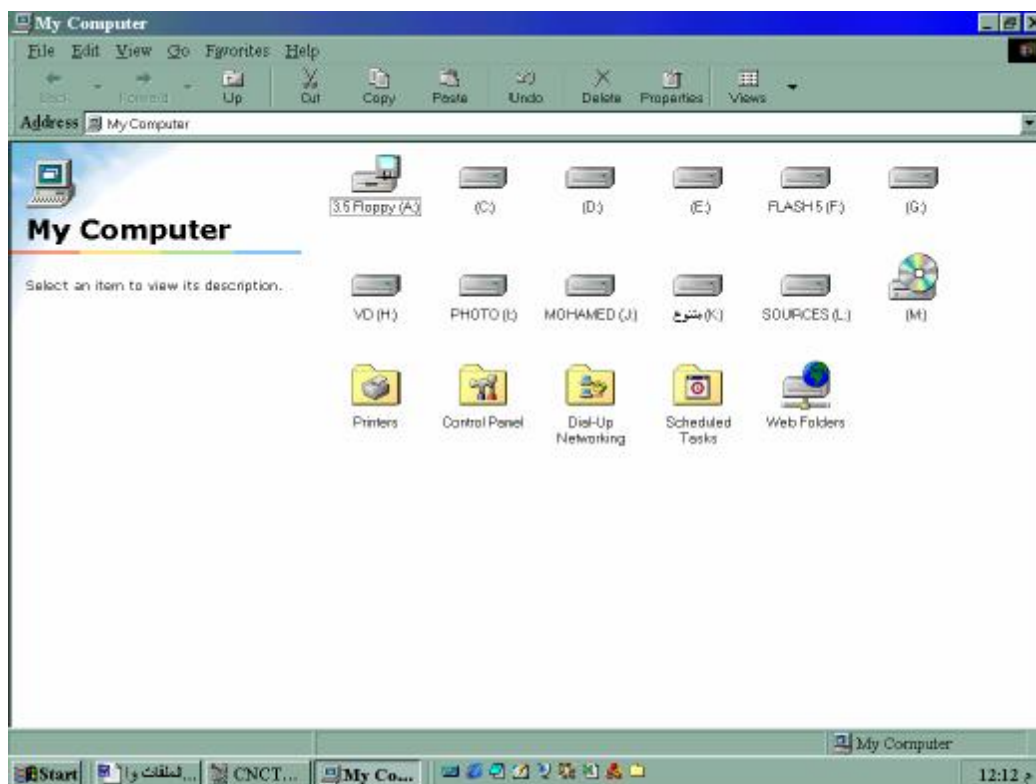 My Computer
File Edit View Go Favorites Help
Back Forward Up Cut Copy Paste Undo Delete Properties Views
Address My Computer
3.5 Floppy (A:) (C:) (D:) (E:) FLASH 5 (F:) (G:)
My Computer
Select an item to view its description.
VD (H:) PHOTO (I:) MOHAMED (J:) متنوع (K:) SOURCES (L:) (M:)
Printers Control Panel Dial-Up Networking Scheduled Tasks Web Folders
My Computer
Start الملفات وا... CNCT... My Co... 12:12 م